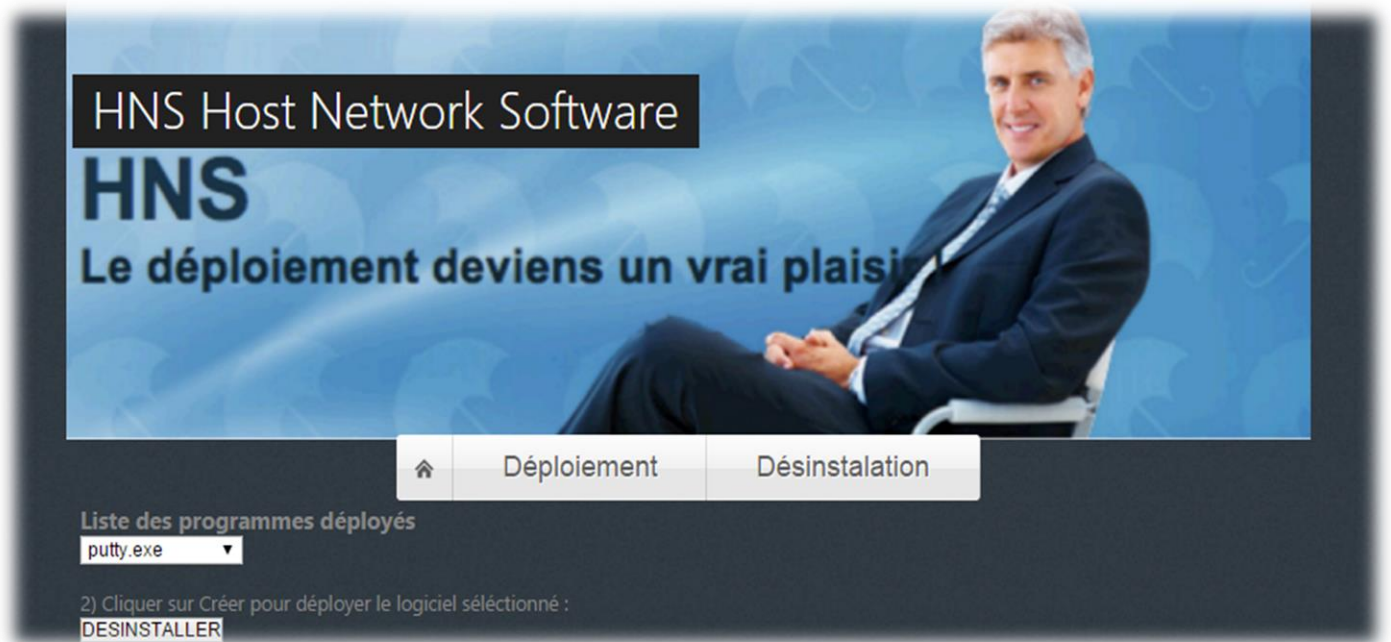 HNS Host Network Software
HNS
Le déploiement deviens un vrai plaisir !
Déploiement
Désinstalation
Liste des programmes déployés
putty.exe
2) Cliquer sur Créer pour déployer le logiciel séléctionné :
DESINSTALLER